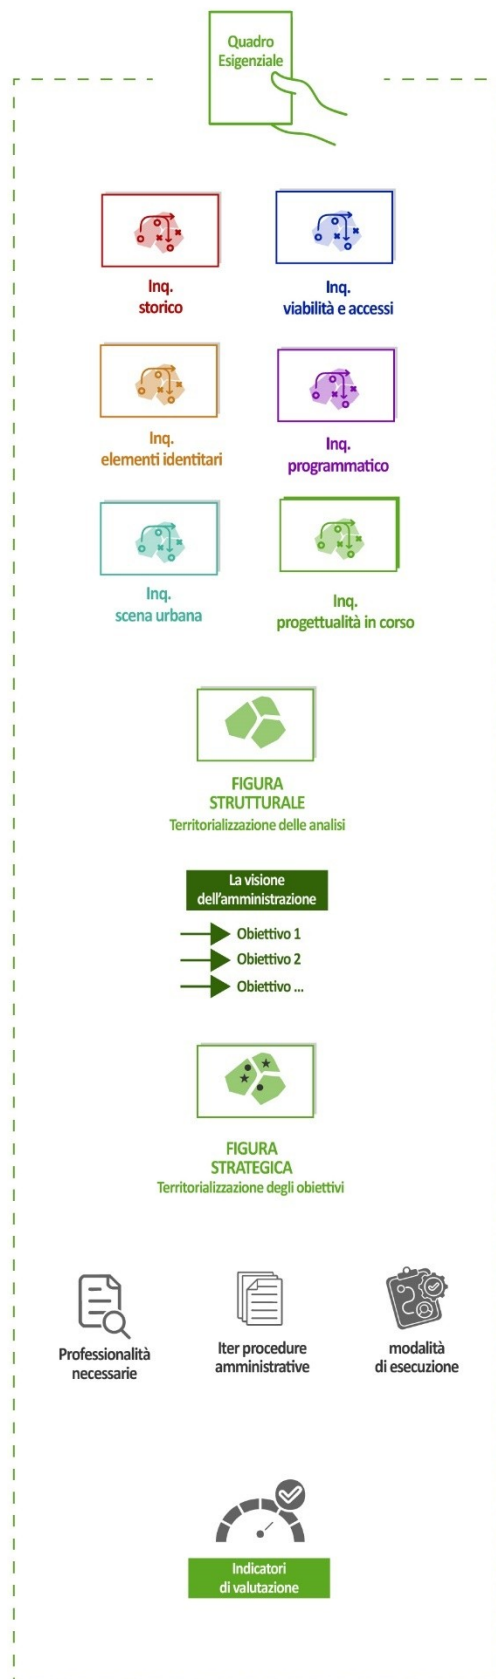 Quadro
Esigenziale
Inq.
storico
Inq.
viabilità e accessi
Inq.
elementi identitari
Inq.
programmatico
Inq.
scena urbana
Inq.
progettualità in corso
FIGURA
STRUTTURALE
Territorializzazione delle analisi
La visione
dell'amministrazione
Obiettivo 1
Obiettivo 2
Obiettivo ...
FIGURA
STRATEGICA
Territorializzazione degli obiettivi
Professionalità
necessarie
Iter procedure
amministrative
modalità
di esecuzione
Indicatori
di valutazione